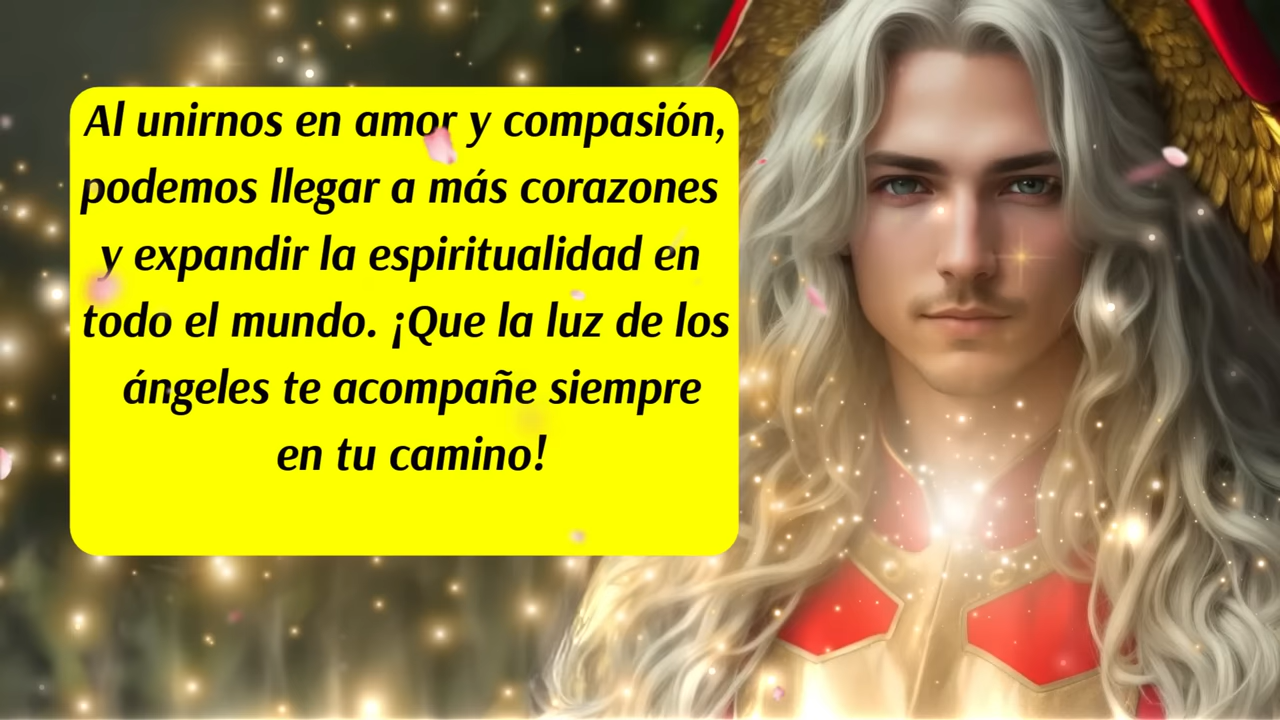 Al unirnos en amor y compasión,
podemos llegar a más corazones
y expandir la espiritualidad en
todo el mundo. ¡Que la luz de los
ángeles te acompañe siempre
en tu camino!